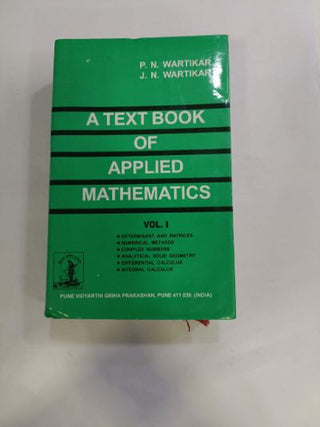 P. N. WARTIKAR
J. N. WARTIKAR
A TEXT BOOK
OF
APPLIED
MATHEMATICS
VOL. I
DETERMINANT AND MATRICES
NUMERICAL METHODS
COMPLEX NUMBERS
ANALYTICAL SOLID GEOMETRY
DIFFERENTIAL CALCULUS
INTEGRAL CALCULUS
PUNE VIDYARTHI GRIHA PRAKASHAN, PUNE 411 030. (INDIA)